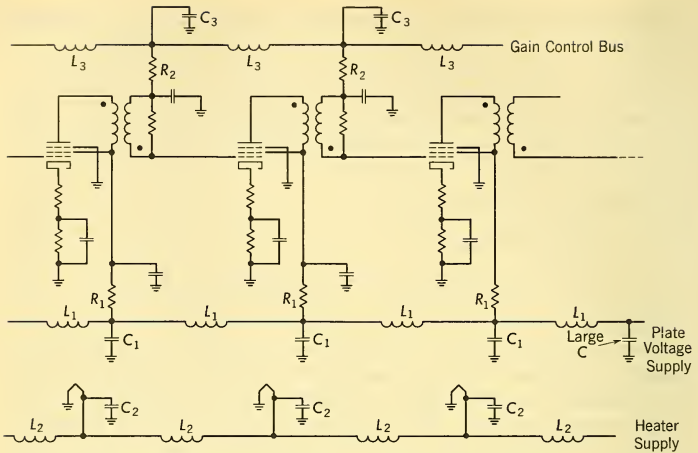 C3 C3
L3 L3 L3 Gain Control Bus
R2 R2
R1 R1 R1
L1 L1 L1 L1
C1 C1 C1
Large
C
Plate
Voltage
Supply
C2 C2 C2
L2 L2 L2 L2
Heater
Supply